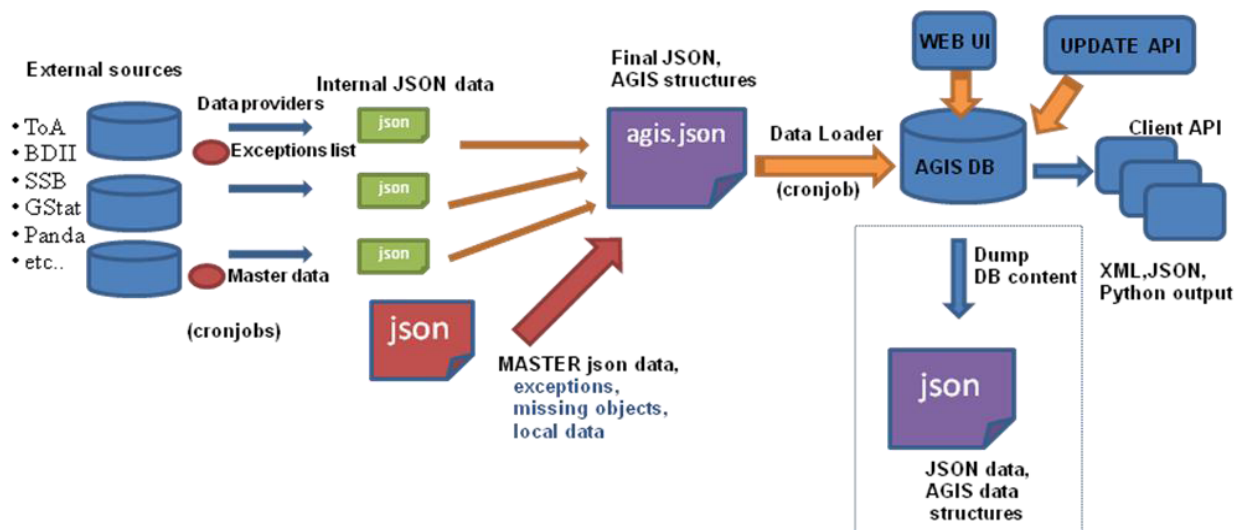 External sources
• ToA
• BDII
• SSB
• GStat
• Panda
• etc..
Data providers
Exceptions list
Master data
(cronjobs)
Internal JSON data
json
json
json
json
MASTER json data,
exceptions,
missing objects,
local data
Final JSON,
AGIS structures
agis.json
Data Loader
(cronjob)
WEB UI
UPDATE API
AGIS DB
Client API
XML,JSON,
Python output
Dump
DB content
json
JSON data,
AGIS data
structures